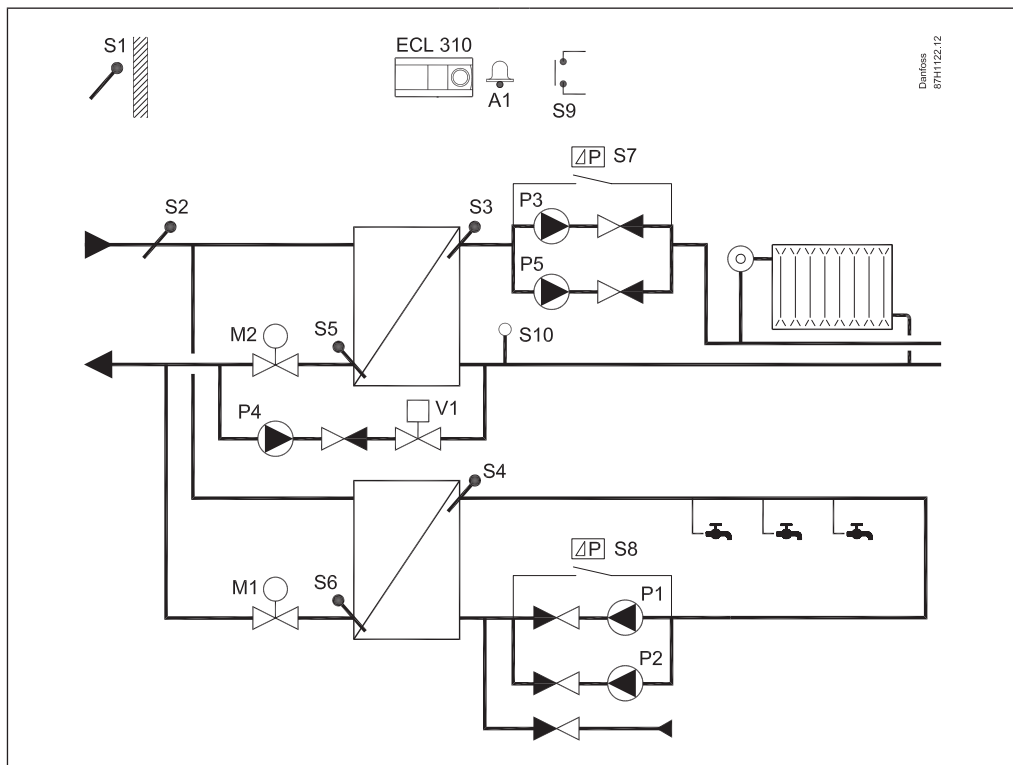 S1
ECL 310
A1
S9
Danfoss
87H1122.12
⊿P S7
P3
S2
S3
P5
M2
S5
S10
P4
V1
S4
⊿P S8
M1
S6
P1
P2